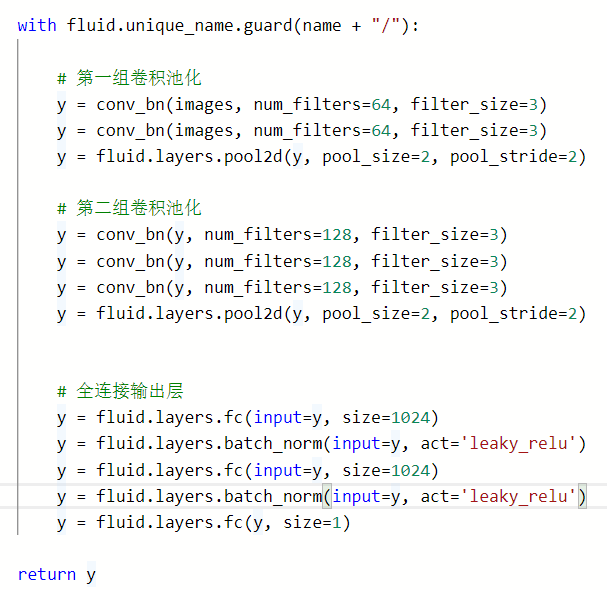 with fluid.unique_name.guard(name + "/"):
# 第一组卷积池化
y = conv_bn(images, num_filters=64, filter_size=3)
y = conv_bn(images, num_filters=64, filter_size=3)
y = fluid.layers.pool2d(y, pool_size=2, pool_stride=2)
# 第二组卷积池化
y = conv_bn(y, num_filters=128, filter_size=3)
y = conv_bn(y, num_filters=128, filter_size=3)
y = conv_bn(y, num_filters=128, filter_size=3)
y = fluid.layers.pool2d(y, pool_size=2, pool_stride=2)
# 全连接输出层
y = fluid.layers.fc(input=y, size=1024)
y = fluid.layers.batch_norm(input=y, act='leaky_relu')
y = fluid.layers.fc(input=y, size=1024)
y = fluid.layers.batch_norm(input=y, act='leaky_relu')
y = fluid.layers.fc(y, size=1)
return y